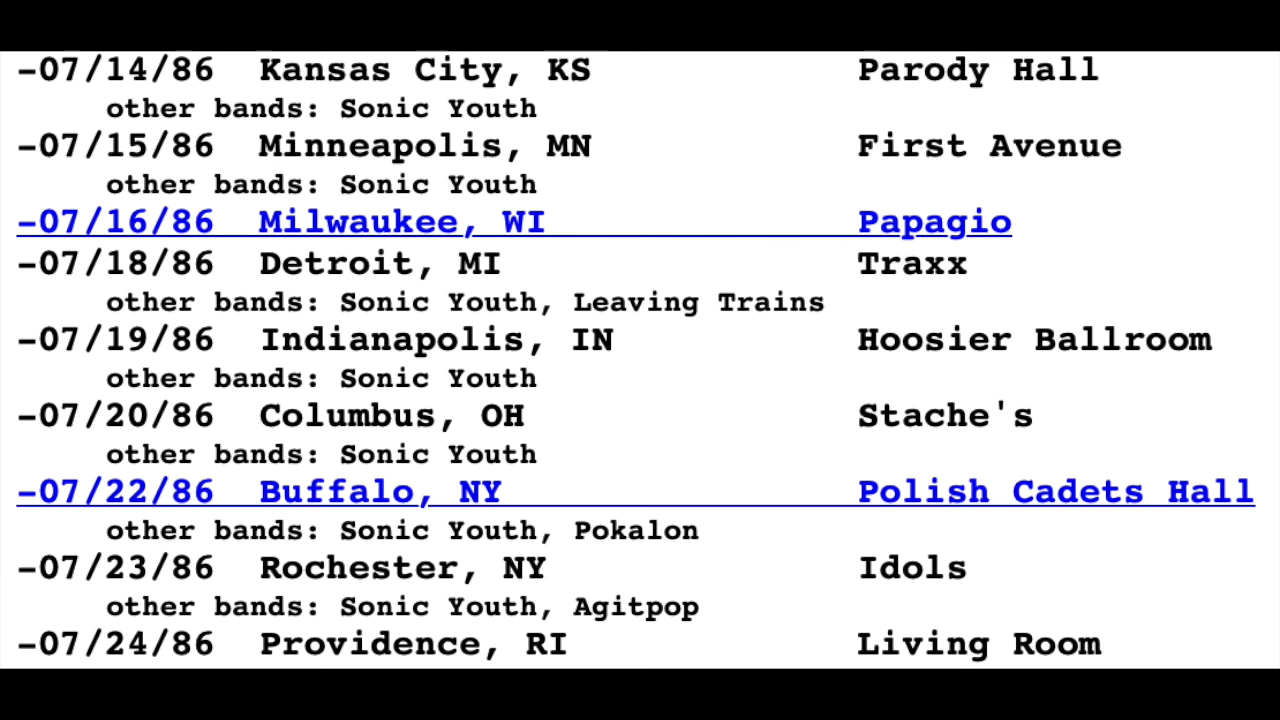 -07/14/86 Kansas City, KS Parody Hall
other bands: Sonic Youth
-07/15/86 Minneapolis, MN First Avenue
other bands: Sonic Youth
-07/16/86 Milwaukee, WI Papagio
-07/18/86 Detroit, MI Traxx
other bands: Sonic Youth, Leaving Trains
-07/19/86 Indianapolis, IN Hoosier Ballroom
other bands: Sonic Youth
-07/20/86 Columbus, OH Stache's
other bands: Sonic Youth
-07/22/86 Buffalo, NY Polish Cadets Hall
other bands: Sonic Youth, Pokalon
-07/23/86 Rochester, NY Idols
other bands: Sonic Youth, Agitpop
-07/24/86 Providence, RI Living Room